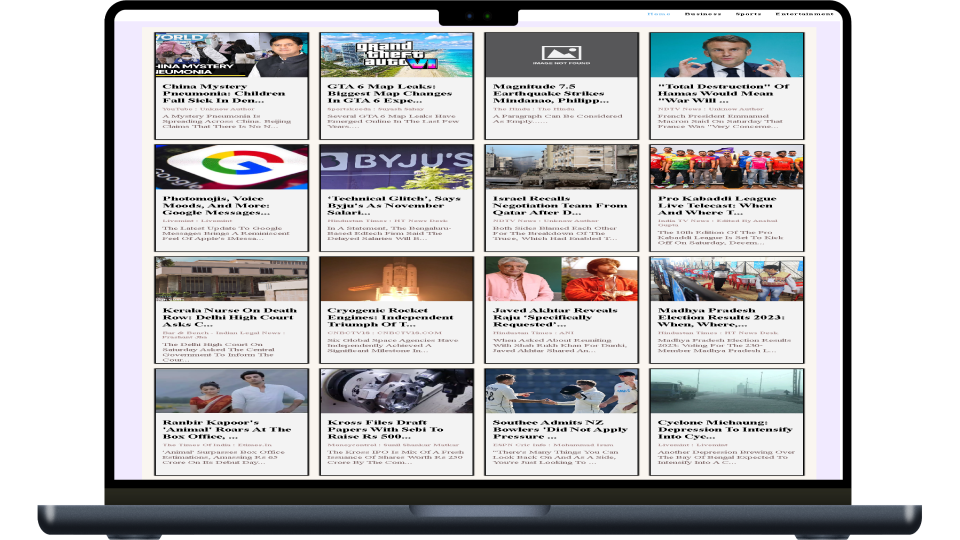 Home Business Sports Entertainment
WORLD
CHINA MYSTERY
PNEUMONIA
China Mystery
Pneumonia: Children
Fall Sick In Den...
YouTube : Unknow Author
A Mystery Pneumonia Is
Spreading Across China. Beijing
Claims That There Is No N...
grand
theft
auto VI
GTA 6 Map Leaks:
Biggest Map Changes
In GTA 6 Expe...
Several GTA 6 Map Leaks Have
Emerged Online In The Last Few
Years....
IMAGE NOT FOUND
Magnitude 7.5
Earthquake Strikes
Mindanao, Philipp...
The Hindu : The Hindu
A Paragraph Can Be Considered
As Empty......
"Total Destruction" Of
Hamas Would Mean
"War Will ...
NDTV News : Unknow Author
French President Emmanuel
Macron Said On Saturday That
France Was "Very Concerne...
Google
Photomojis, Voice
Moods, And More:
Google Messages...
Livemint : Livemint
The Latest Update To Google
Messages Brings A Reminiscent
Feel Of Apple's IMessa...
BYJU'S
'Technical Glitch', Says
Byju's As November
Salari...
Hindustan Times : HT News Desk
In A Statement, The Bengaluru-
Based Edtech Firm Said The
Delayed Salaries Will B...
Israel Recalls
Negotiation Team From
Qatar After D...
NDTV News : Unknow Author
Both Sides Blamed Each Other
For The Breakdown Of The
Truce, Which Had Enabled T...
Pro Kabaddi League
Live Telecast: When
And Where T...
India TV News : Edited By Anshul
Gupta
The 10th Edition Of The Pro
Kabaddi League Is Set To Kick
Off On Saturday, Decem...
Kerala Nurse On Death
Row: Delhi High Court
Asks C...
Bar & Bench - Indian Legal News :
Prashant Jha
The Delhi High Court On
Saturday Asked The Central
Government To Inform The
Cour...
Cryogenic Rocket
Engines: Independent
Triumph Of T...
CNBCTV18 : CNBCTV18.COM
Six Global Space Agencies Have
Independently Achieved A
Significant Milestone In...
Javed Akhtar Reveals
Raju 'Specifically
Requested'...
Hindustan Times : ANI
When Asked About Reuniting
With Shah Rukh Khan For Dunki,
Javed Akhtar Shared An...
Madhya Pradesh
Election Results 2023:
When, Where,...
Hindustan Times : HT News Desk
Madhya Pradesh Election Results
2023: Voting For The 230-
Member Madhya Pradesh L...
Ranbir Kapoor's
'Animal' Roars At The
Box Office, ...
The Times Of India : Etimes.in
'Animal' Surpasses Box Office
Estimations, Amassing Rs 63
Crore On Its Debut Day...
Kross Files Draft
Papers With Sebi To
Raise Rs 500...
Moneycontrol : Sunil Shankar Matkar
The Kross IPO Is Mix Of A Fresh
Issuance Of Shares Worth Rs 250
Crore By The Com...
Southee Admits NZ
Bowlers 'Did Not Apply
Pressure ...
ESPN Cric Info : Mohammad Isam
"There's Many Things You Can
Look Back On And As A Side,
You're Just Looking To ...
Cyclone Michaung:
Depression To Intensify
Into Cyc...
Livemint : Livemint
Another Depression Brewing Over
The Bay Of Bengal Expected To
Intensify Into A C...